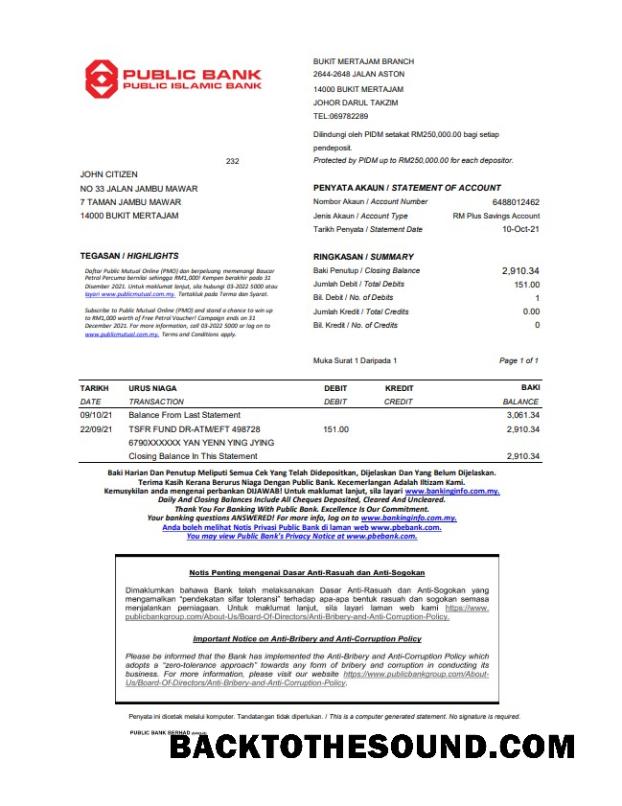 PUBLIC BANK
PUBLIC ISLAMIC BANK
BUKIT MERTAJAM BRANCH
2644-2648 JALAN ASTON
14000 BUKIT MERTAJAM
JOHOR DARUL TAKZIM
TEL:069782289
Dilindungi oleh PIDM setakat RM250,000.00 bagi setiap
pendeposit.
Protected by PIDM up to RM250,000.00 for each depositor.
232
JOHN CITIZEN
NO 33 JALAN JAMBU MAWAR
7 TAMAN JAMBU MAWAR
14000 BUKIT MERTAJAM
PENYATA AKAUN / STATEMENT OF ACCOUNT
Nombor Akaun / Account Number 6488012462
Jenis Akaun / Account Type RM Plus Savings Account
Tarikh Penyata / Statement Date 10-Oct-21
TEGASAN / HIGHLIGHTS
Daftar Public Mutual Online (PMO) dan berpeluang memenangi Baucar
Petrol Percuma bernilai sehingga RM1,000! Kempen berakhir pada 31
Disember 2021. Untuk maklumat lanjut, sila hubungi 03-2022 5000 atau
layari www.publicmutual.com.my. Tertakluk pada Terma dan Syarat.
Subscribe to Public Mutual Online (PMO) and stand a chance to win up
to RM1,000 worth of Free Petrol Voucher! Campaign ends on 31
December 2021. For more information, call 03-2022 5000 or log on to
www.publicmutual.com.my. Terms and Conditions apply.
RINGKASAN / SUMMARY
Baki Penutup / Closing Balance 2,910.34
Jumlah Debit / Total Debits 151.00
Bil. Debit / No. of Debits 1
Jumlah Kredit / Total Credits 0.00
Bil. Kredit / No. of Credits 0
Muka Surat 1 Daripada 1 Page 1 of 1
TARIKH URUS NIAGA DEBIT KREDIT BAKI
DATE TRANSACTION DEBIT CREDIT BALANCE
09/10/21 Balance From Last Statement 3,061.34
22/09/21 TSFR FUND DR-ATM/EFT 498728 151.00 2,910.34
6790XXXXXX YAN YENN YING JYING
Closing Balance In This Statement 2,910.34
Baki Harian Dan Penutup Meliputi Semua Cek Yang Telah Didepositkan, Dijelaskan Dan Yang Belum Dijelaskan.
Terima Kasih Kerana Berurus Niaga Dengan Public Bank. Kecemerlangan Adalah Iltizam Kami.
Kemusykilan anda mengenai perbankan DIJAWAB! Untuk maklumat lanjut, sila layari www.bankinginfo.com.my.
Daily And Closing Balances Include All Cheques Deposited, Cleared And Uncleared.
Thank You For Banking With Public Bank. Excellence Is Our Commitment.
Your banking questions ANSWERED! For more info, log on to www.bankinginfo.com.my.
Anda boleh melihat Notis Privasi Public Bank di laman web www.pbebank.com.
You may view Public Bank's Privacy Notice at www.pbebank.com.
Notis Penting mengenai Dasar Anti-Rasuah dan Anti-Sogokan
Dimaklumkan bahawa Bank telah melaksanakan Dasar Anti-Rasuah dan Anti-Sogokan yang
mengamalkan "pendekatan sifar toleransi" terhadap apa-apa bentuk rasuah dan sogokan semasa
menjalankan perniagaan. Untuk maklumat lanjut, sila layari laman web kami https://www.
publicbankgroup.com/About-Us/Board-Of-Directors/Anti-Bribery-and-Anti-Corruption-Policy.
Important Notice on Anti-Bribery and Anti-Corruption Policy
Please be informed that the Bank has implemented the Anti-Bribery and Anti-Corruption Policy which
adopts a "zero-tolerance approach" towards any form of bribery and corruption in conducting its
business. For more information, please visit our website https://www.publicbankgroup.com/About-
Us/Board-Of-Directors/Anti-Bribery-and-Anti-Corruption-Policy.
Penyata ini dicetak melalui komputer. Tandatangan tidak diperlukan. / This is a computer generated statement. No signature is required.
PUBLIC BANK BERHAD
BACKTOTHESOUND.COM